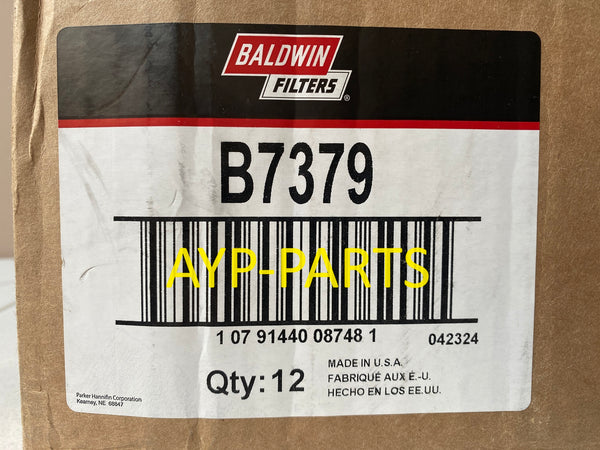 BALDWIN
FILTERS®
B7379
AYP-PARTS
1 07 91440 08748 1
042324
Qty: 12
MADE IN U.S.A.
FABRIQUÉ AUX É.-U.
HECHO EN LOS EE.UU.
Parker Hannifin Corporation
Kearney, NE 68847